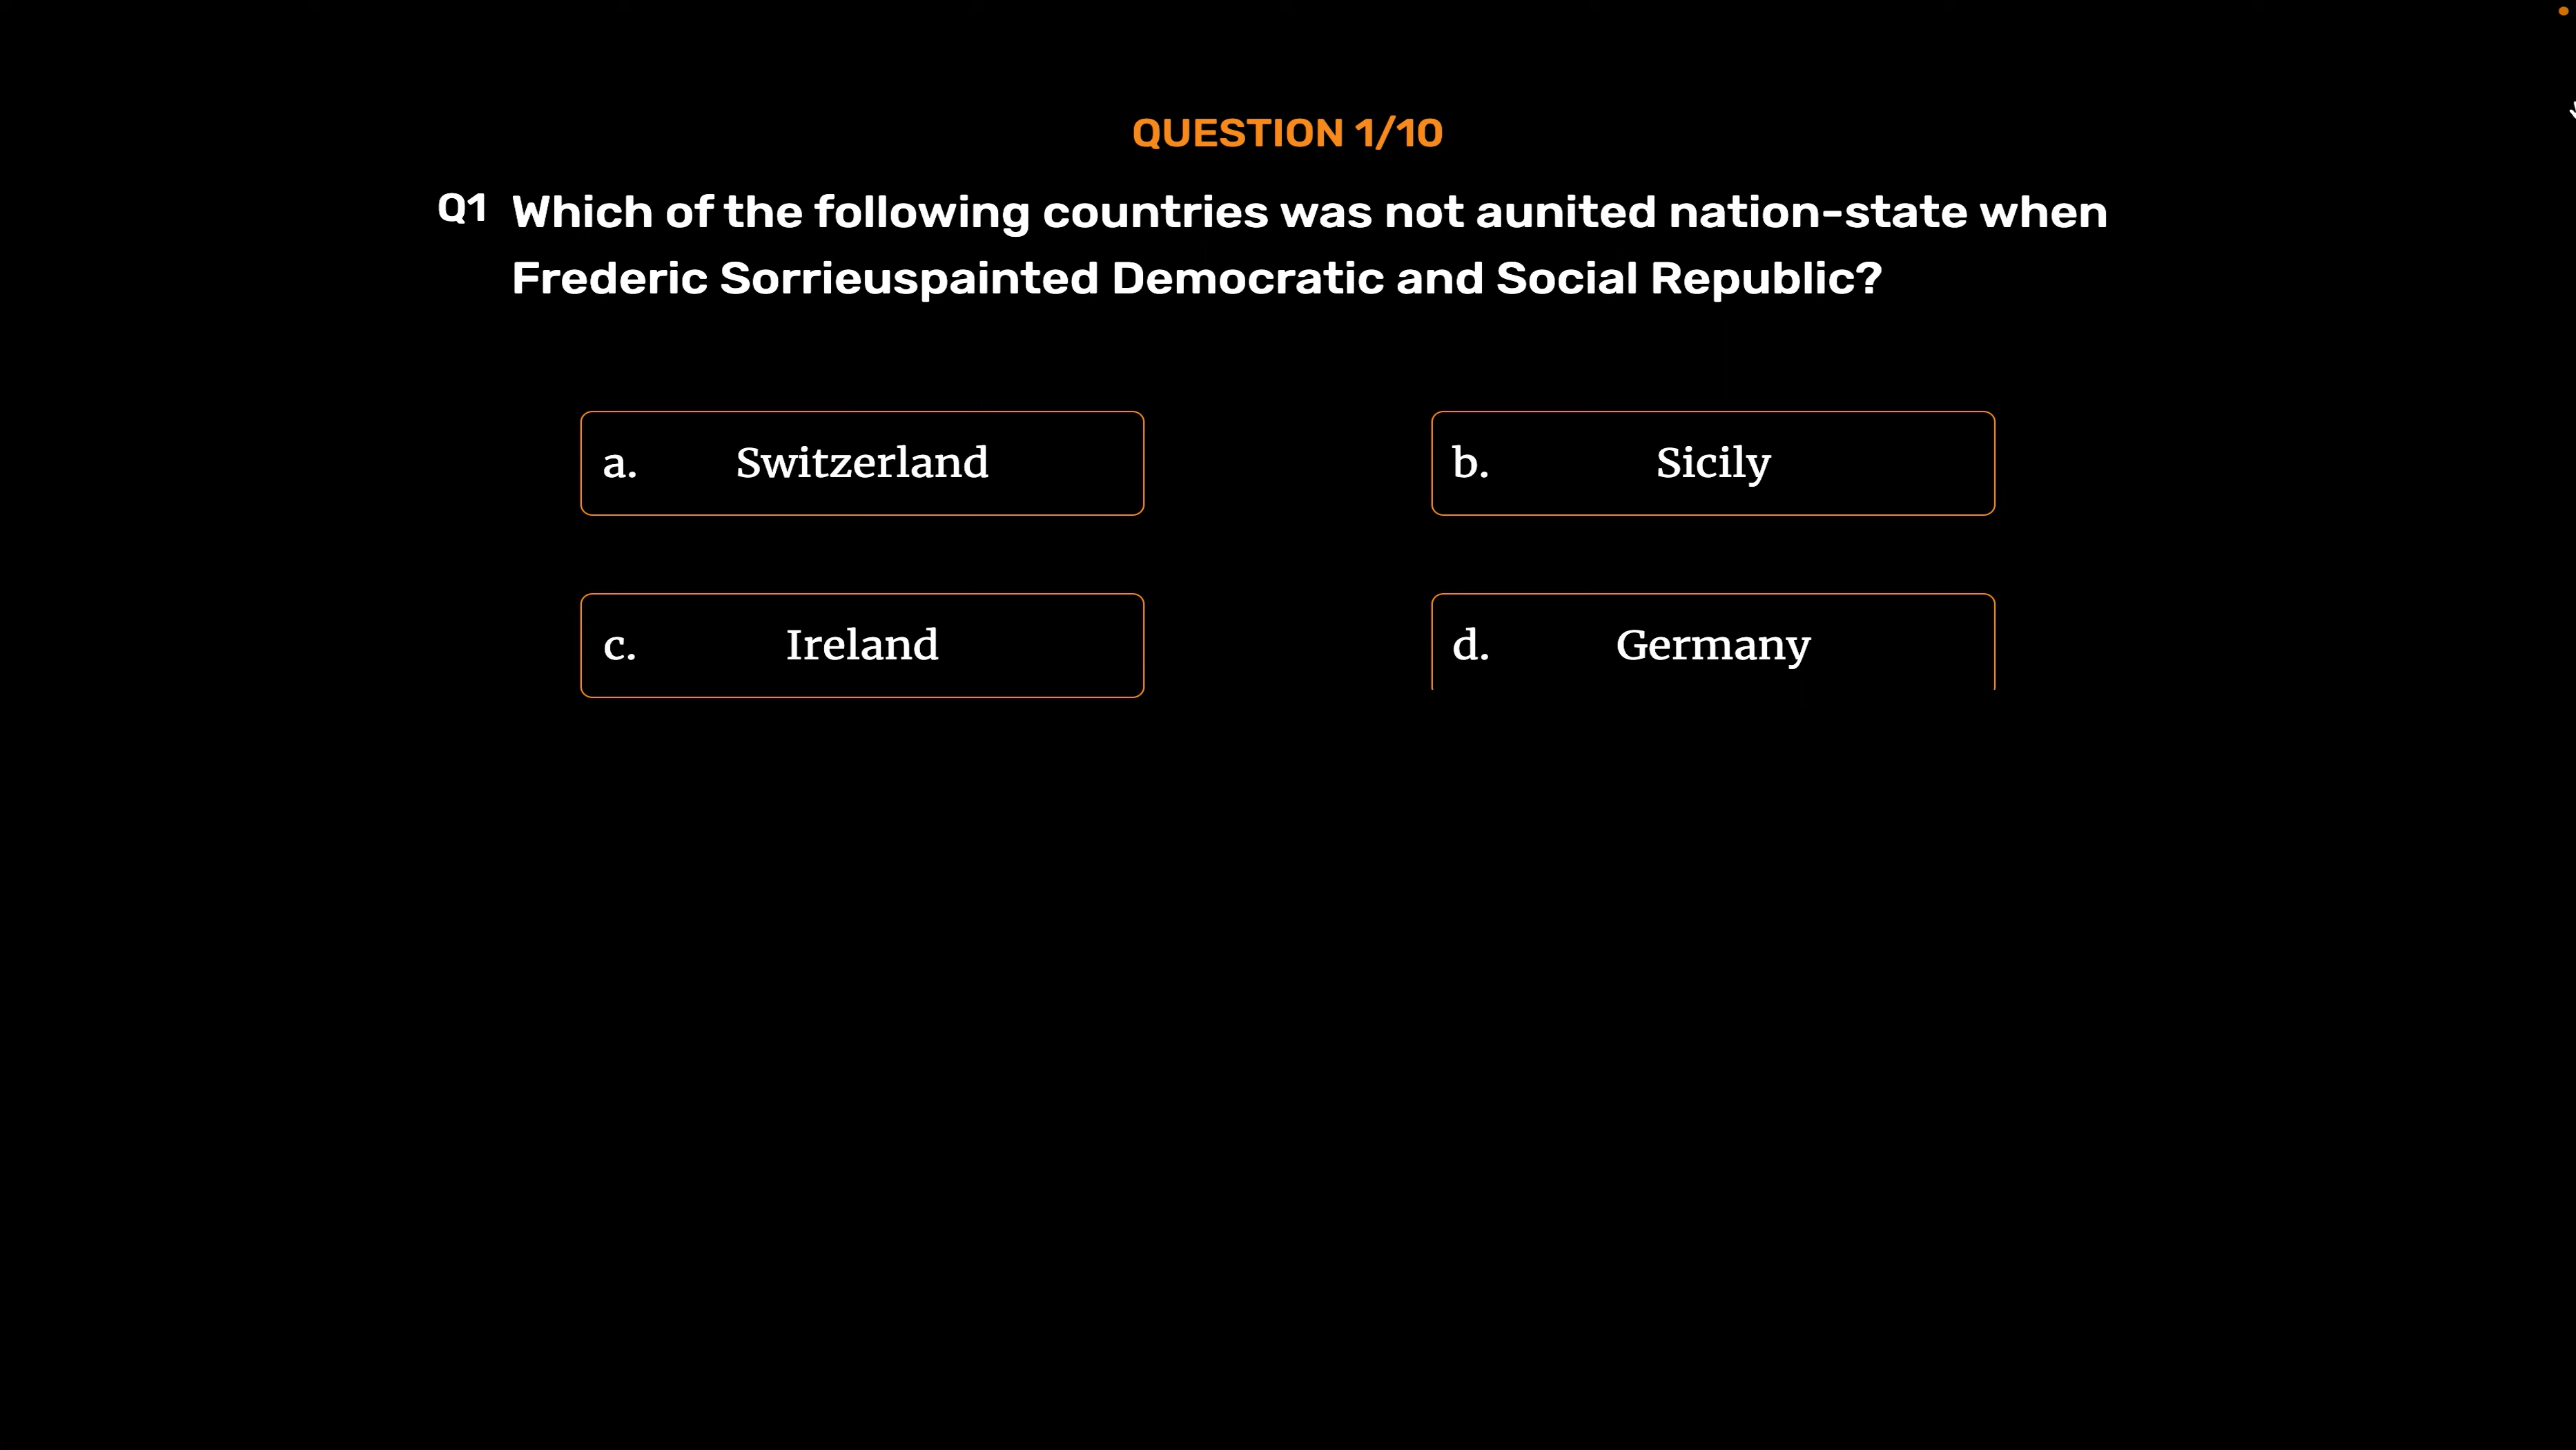 QUESTION 1/10
Q1 Which of the following countries was not aunited nation-state when
Frederic Sorrieuspainted Democratic and Social Republic?
a. Switzerland
b. Sicily
c. Ireland
d. Germany